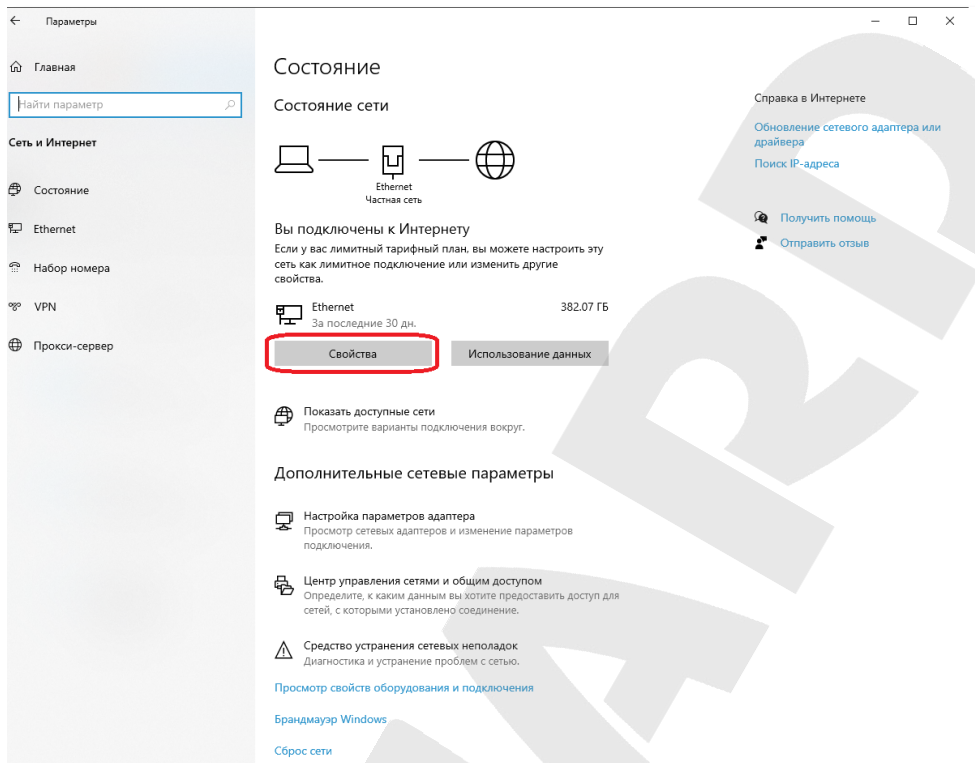 Параметры
Главная
Найти параметр
Сеть и Интернет
Состояние
Ethernet
Набор номера
VPN
Прокси-сервер
Состояние
Состояние сети
Ethernet
Частная сеть
Вы подключены к Интернету
Если у вас лимитный тарифный план, вы можете настроить эту
сеть как лимитное подключение или изменить другие
свойства.
Ethernet 382.07 ГБ
За последние 30 дн.
Свойства Использование данных
Показать доступные сети
Просмотрите варианты подключения вокруг.
Дополнительные сетевые параметры
Настройка параметров адаптера
Просмотр сетевых адаптеров и изменение параметров
подключения.
Центр управления сетями и общим доступом
Определите, к каким данным вы хотите предоставить доступ для
сетей, с которыми установлено соединение.
Средство устранения сетевых неполадок
Диагностика и устранение проблем с сетью.
Просмотр свойств оборудования и подключения
Брандмауэр Windows
Сброс сети
Справка в Интернете
Обновление сетевого адаптера или
драйвера
Поиск IP-адреса
Получить помощь
Отправить отзыв